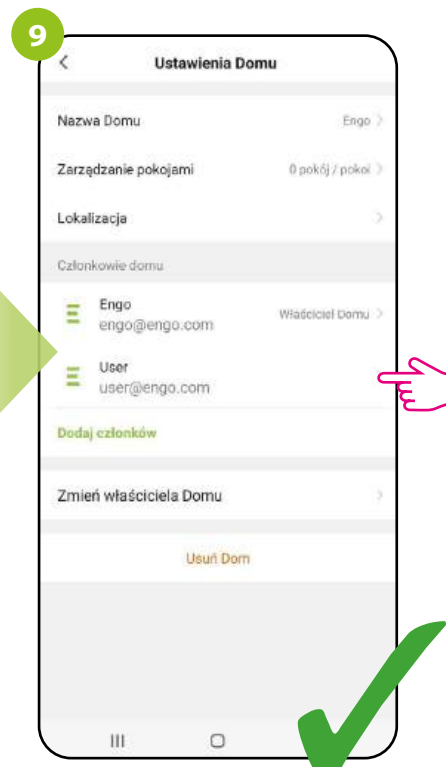 9
Ustawienia Domu
Nazwa Domu Engo
Zarządzanie pokojami 0 pokój / pokoi
Lokalizacja
Członkowie domu
Engo
engo@engo.com Właściciel Domu
User
user@engo.com
Dodaj członków
Zmień właściciela Domu
Usuń Dom